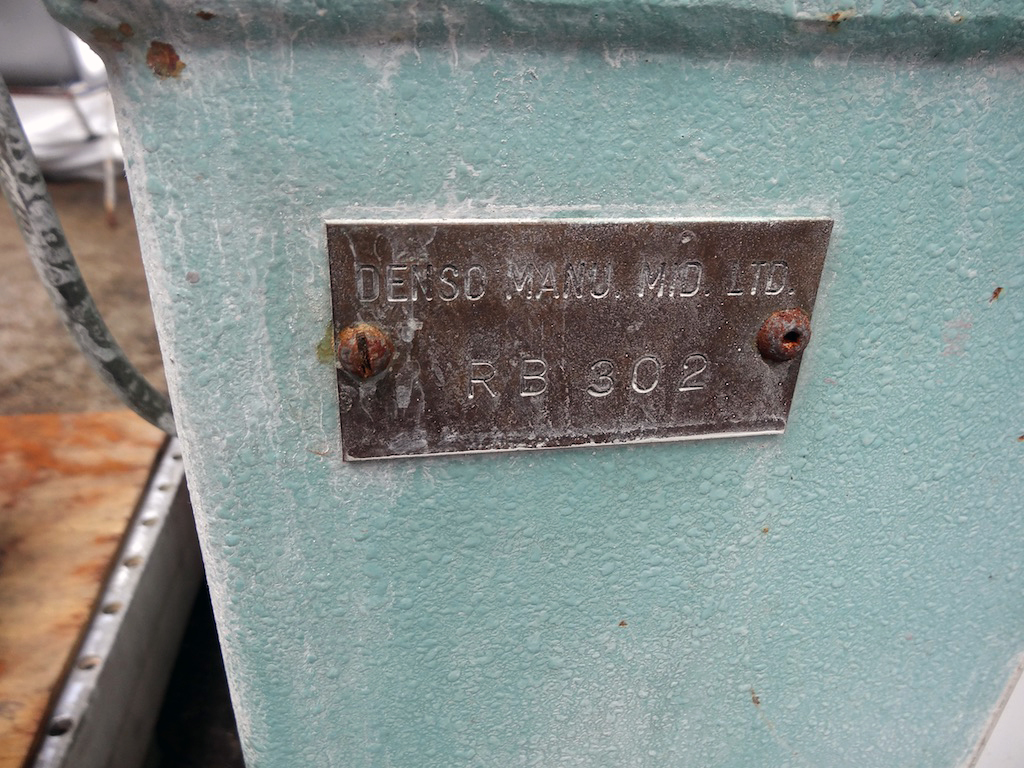 DENSO MANU. M.D. LTD.
RB 302